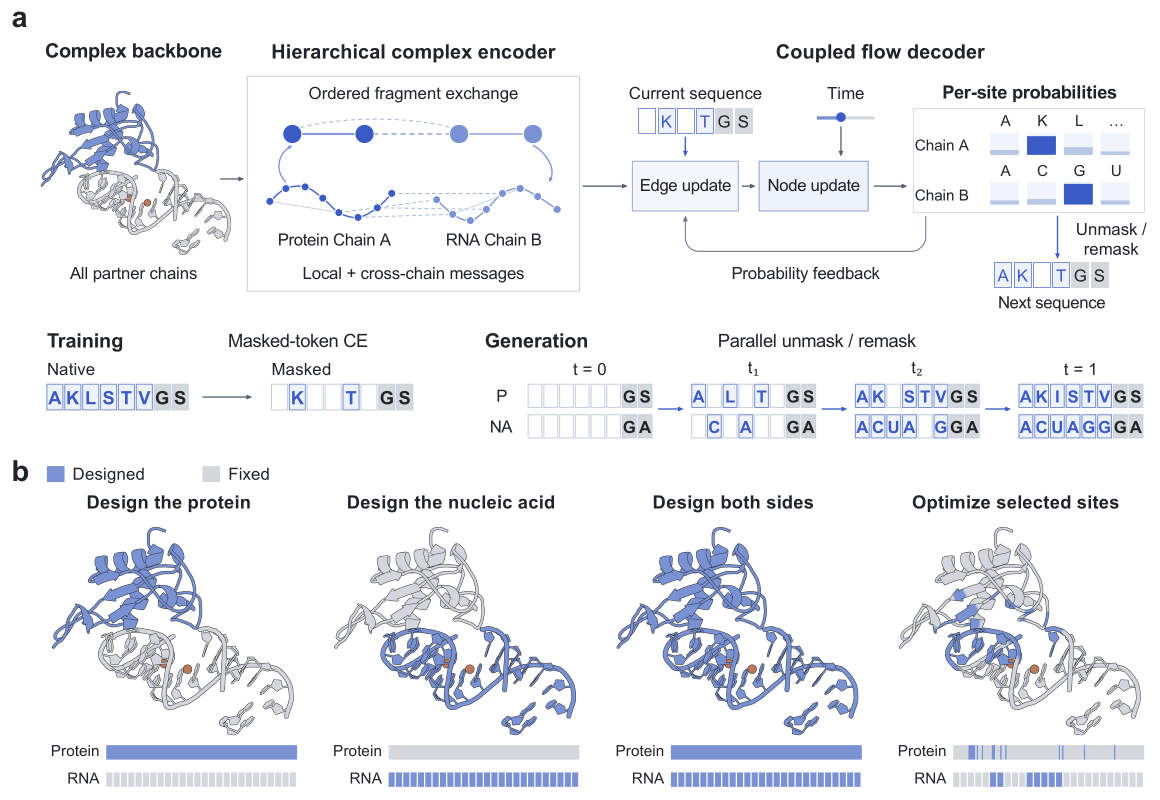 a
Complex backbone
Hierarchical complex encoder
Coupled flow decoder
Ordered fragment exchange
Current sequence
Time
Per-site probabilities
K T G S
A K L ...
Chain A
A C G U
Chain B
Edge update
Node update
Protein Chain A
RNA Chain B
Unmask /
remask
All partner chains
Local + cross-chain messages
Probability feedback
A K T G S
Next sequence
Training
Masked-token CE
Generation
Parallel unmask / remask
Native
Masked
t = 0
t₁
t₂
t = 1
A K L S T V G S
K T G S
P
G S
A L T G S
A K S T V G S
A K I S T V G S
NA
G A
C A G A
A C U A G G A
A C U A G G G A
b
Designed
Fixed
Design the protein
Design the nucleic acid
Design both sides
Optimize selected sites
Protein
Protein
Protein
Protein
RNA
RNA
RNA
RNA